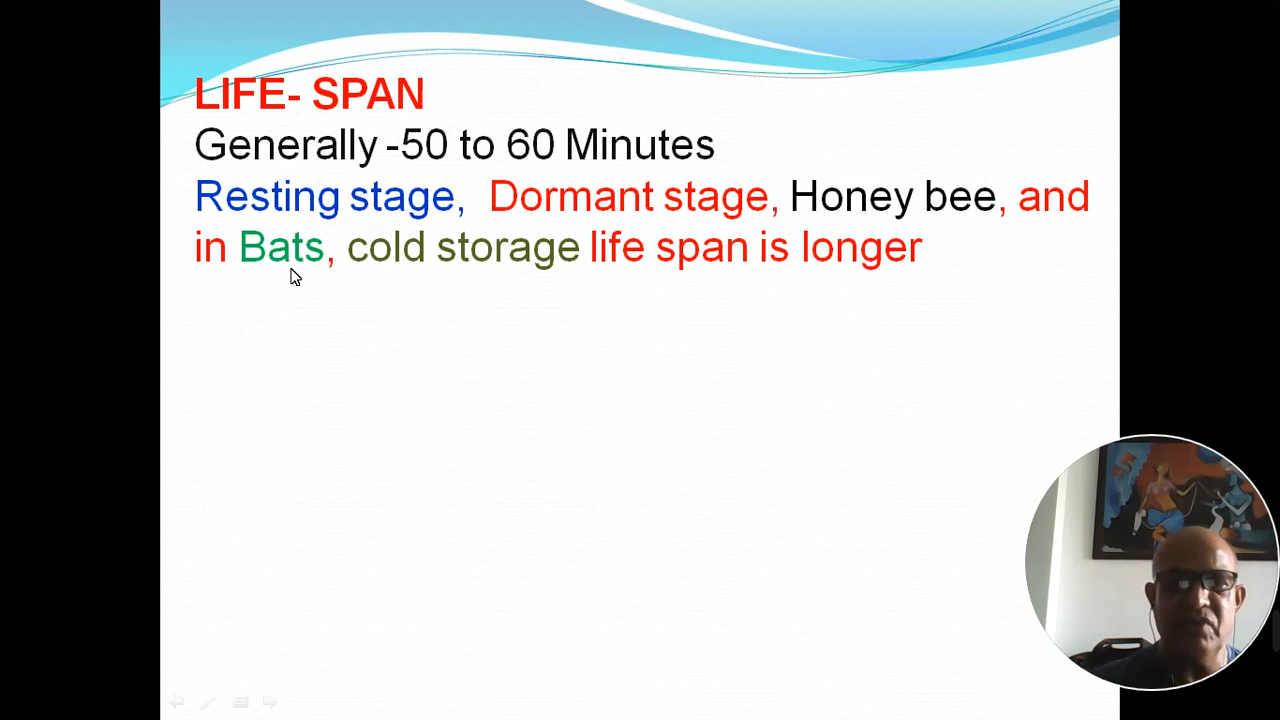 LIFE- SPAN
Generally -50 to 60 Minutes
Resting stage, Dormant stage, Honey bee, and
in Bats, cold storage life span is longer